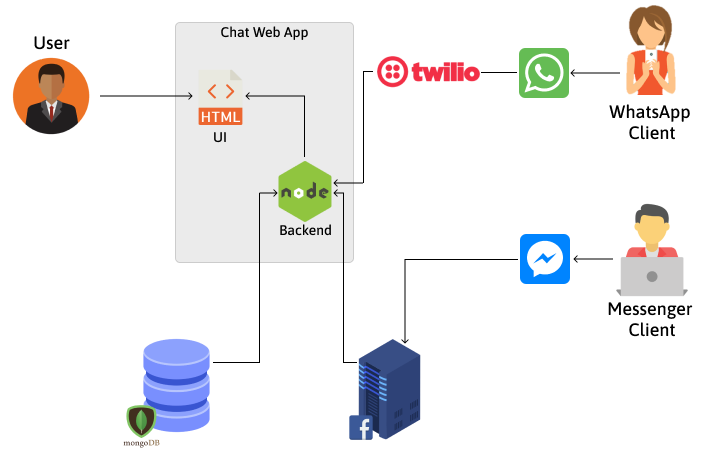 User
Chat Web App
HTML
UI
node
Backend
twilio
WhatsApp
Client
Messenger
Client
mongoDB
f